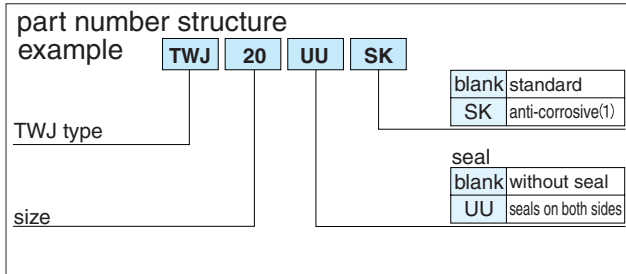 part number structure
example TWJ 20 UU SK
blank standard
SK anti-corrosive(1)
TWJ type
seal
blank without seal
UU seals on both sides
size